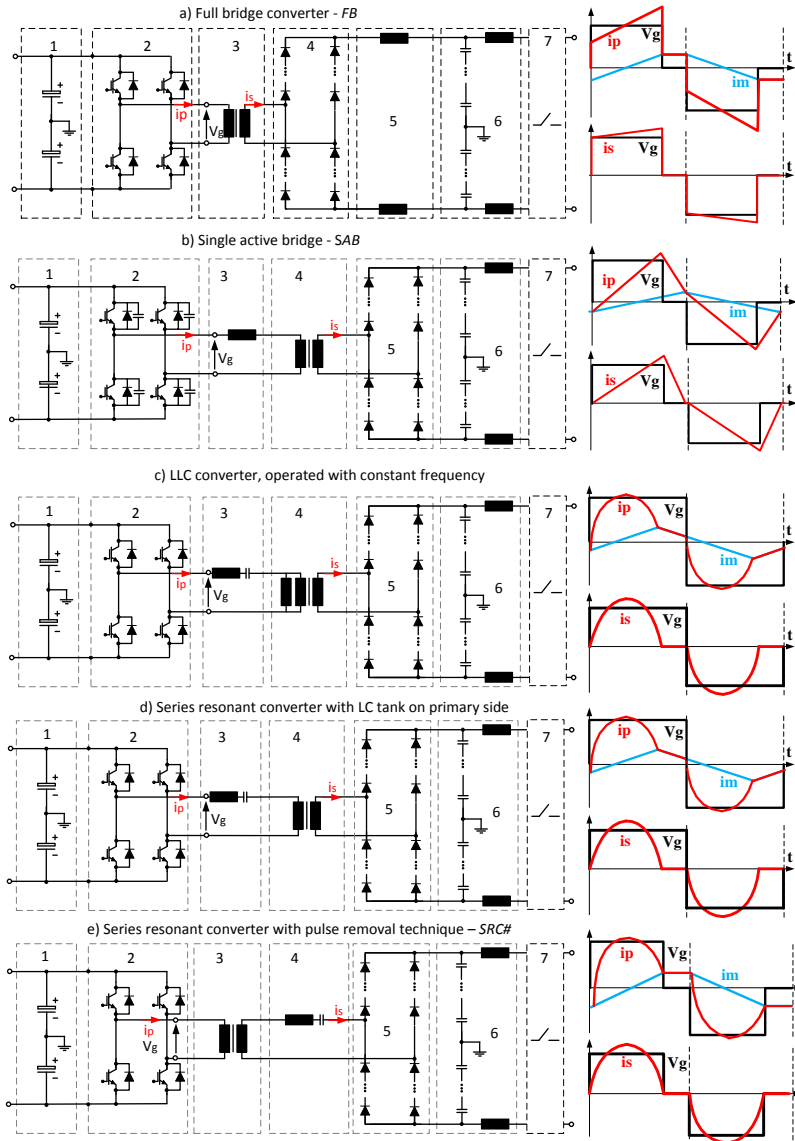 a) Full bridge converter - FB
1 2 3 4 5 6 7
+ − + −
ip Vg is
ip Vg im t
is Vg t
b) Single active bridge - SAB
1 2 3 4 5 6 7
+ − + −
ip Vg is
ip Vg im t
is Vg t
c) LLC converter, operated with constant frequency
1 2 3 4 5 6 7
+ − + −
ip Vg is
ip Vg im t
is Vg t
d) Series resonant converter with LC tank on primary side
1 2 3 4 5 6 7
+ − + −
ip Vg is
ip Vg im t
is Vg t
e) Series resonant converter with pulse removal technique – SRC#
1 2 3 4 5 6 7
+ − + −
ip Vg is
ip Vg im t
is Vg t